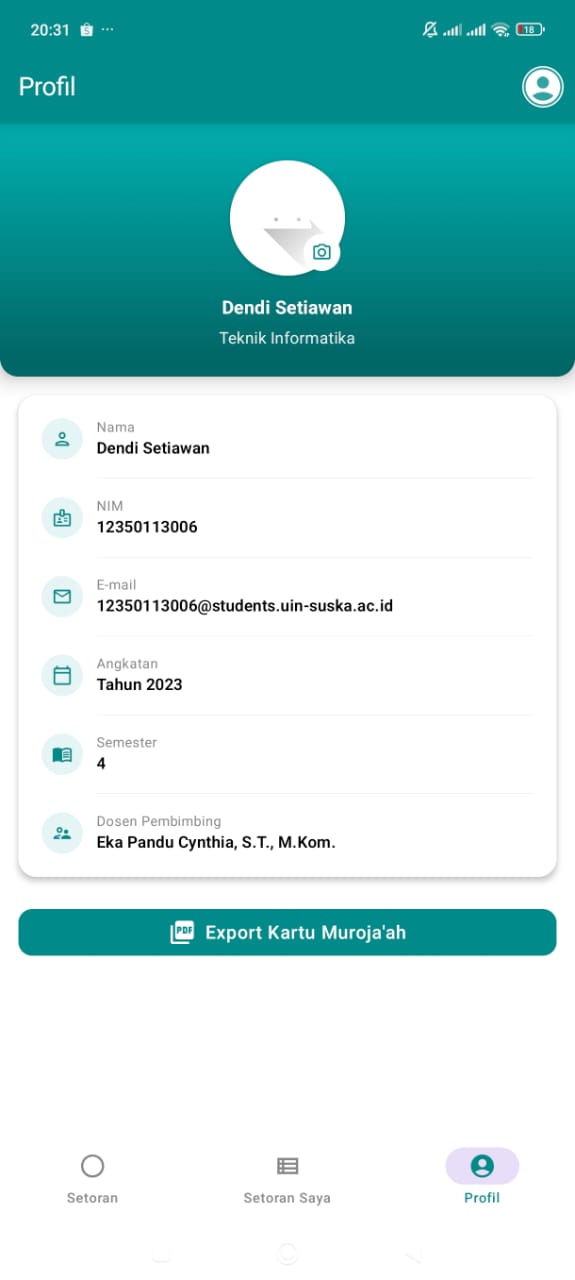 20:31
18
Profil
Dendi Setiawan
Teknik Informatika
Nama
Dendi Setiawan
NIM
12350113006
E-mail
12350113006@students.uin-suska.ac.id
Angkatan
Tahun 2023
Semester
4
Dosen Pembimbing
Eka Pandu Cynthia, S.T., M.Kom.
PDF Export Kartu Muroja'ah
Setoran
Setoran Saya
Profil